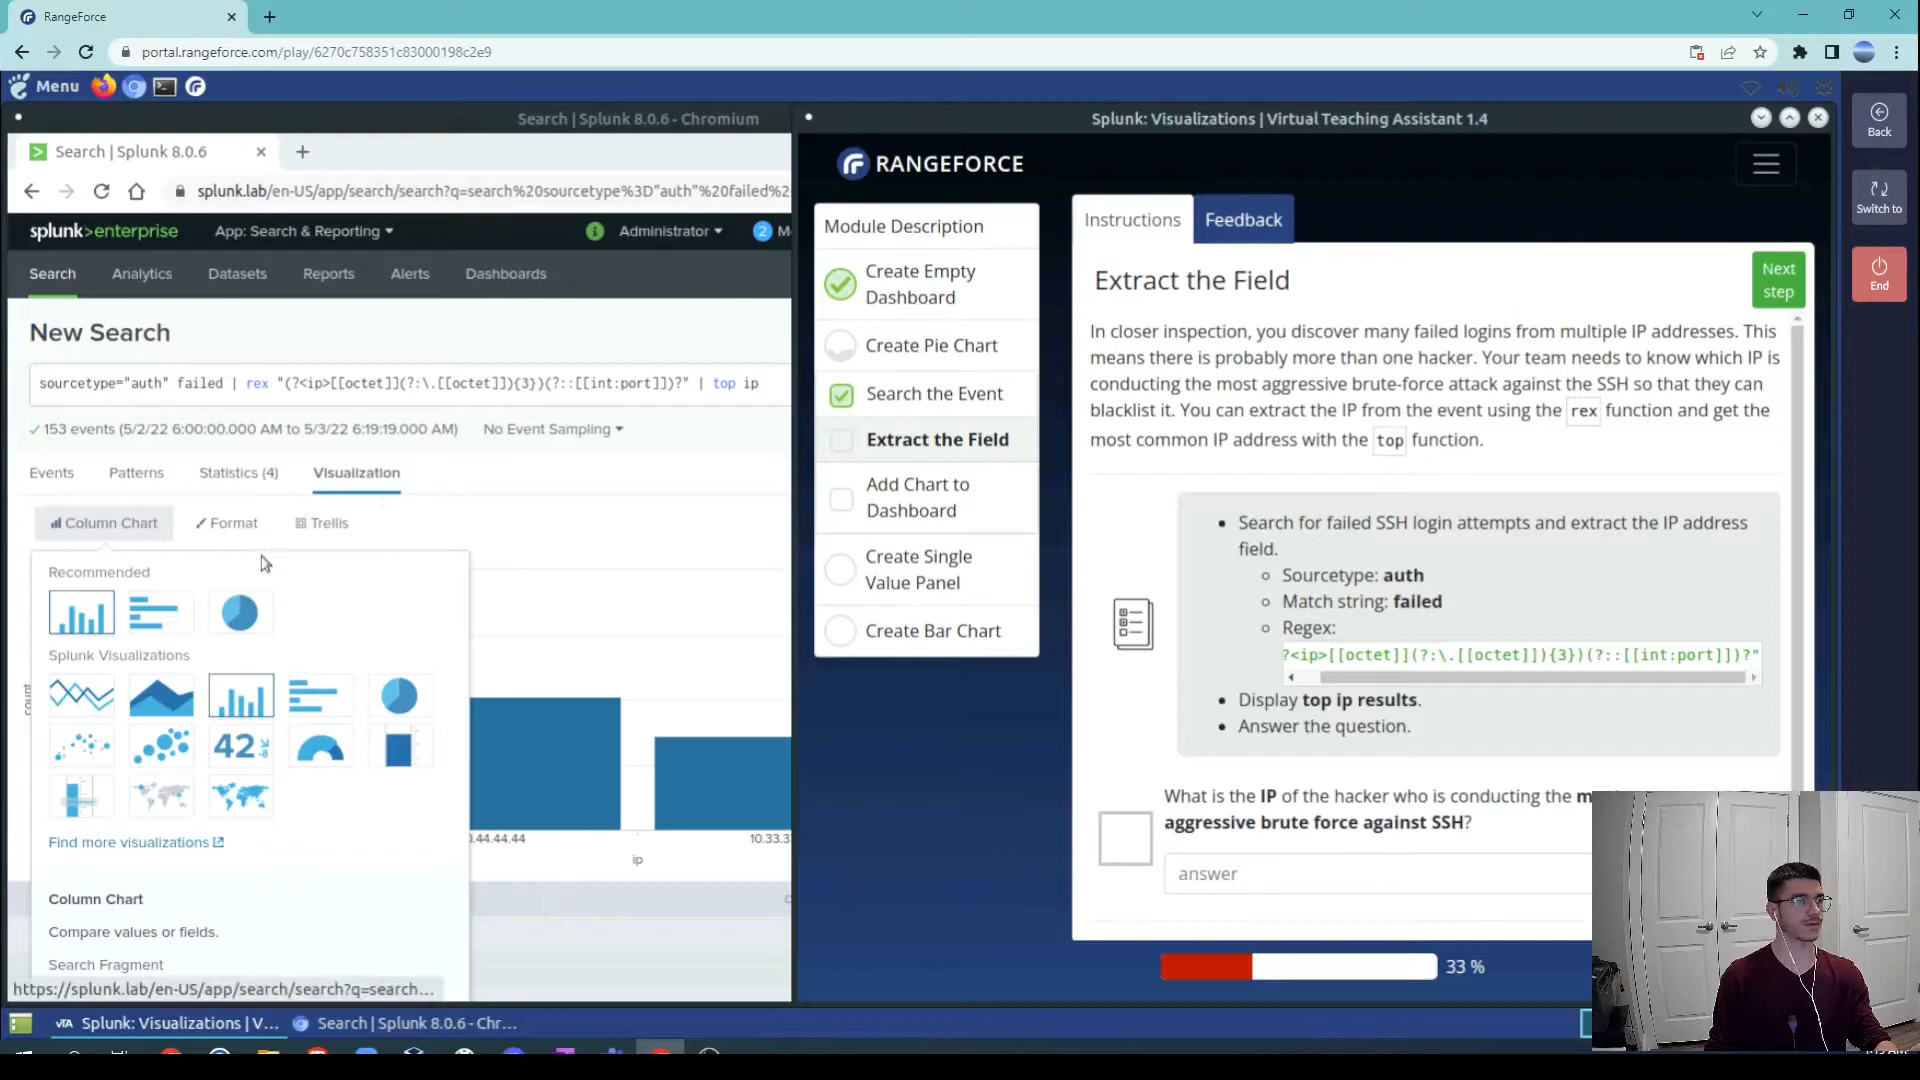 RangeForce
portal.rangeforce.com/play/6270c758351c83000198c2e9
Menu
Search | Splunk 8.0.6 - Chromium
Splunk: Visualizations | Virtual Teaching Assistant 1.4
Back
Switch to
End
Search | Splunk 8.0.6
splunk.lab/en-US/app/search/search?q=search%20sourcetype%3D"auth"%20failed%20
splunk>enterprise
App: Search & Reporting
Administrator
2
Search
Analytics
Datasets
Reports
Alerts
Dashboards
New Search
sourcetype="auth" failed | rex "(?<ip>[[octet]](?:\.[[octet]]){3})(?::[[int:port]])?" | top ip
153 events (5/2/22 6:00:00.000 AM to 5/3/22 6:19:19.000 AM)
No Event Sampling
Events
Patterns
Statistics (4)
Visualization
Column Chart
Format
Trellis
Recommended
Splunk Visualizations
42
Find more visualizations
Column Chart
Compare values or fields.
Search Fragment
https://splunk.lab/en-US/app/search/search?q=search...
count
0.44.44.44
10.33.3
ip
RANGEFORCE
Module Description
Create Empty
Dashboard
Create Pie Chart
Search the Event
Extract the Field
Add Chart to
Dashboard
Create Single
Value Panel
Create Bar Chart
Instructions
Feedback
Extract the Field
Next
step
In closer inspection, you discover many failed logins from multiple IP addresses. This
means there is probably more than one hacker. Your team needs to know which IP is
conducting the most aggressive brute-force attack against the SSH so that they can
blacklist it. You can extract the IP from the event using the rex function and get the
most common IP address with the top function.
Search for failed SSH login attempts and extract the IP address
field.
Sourcetype: auth
Match string: failed
Regex:
?<ip>[[octet]](?:\.[[octet]]){3})(?::[[int:port]])?"
Display top ip results.
Answer the question.
What is the IP of the hacker who is conducting the
aggressive brute force against SSH?
answer
33 %
vTA Splunk: Visualizations | V...
Search | Splunk 8.0.6 - Chr...